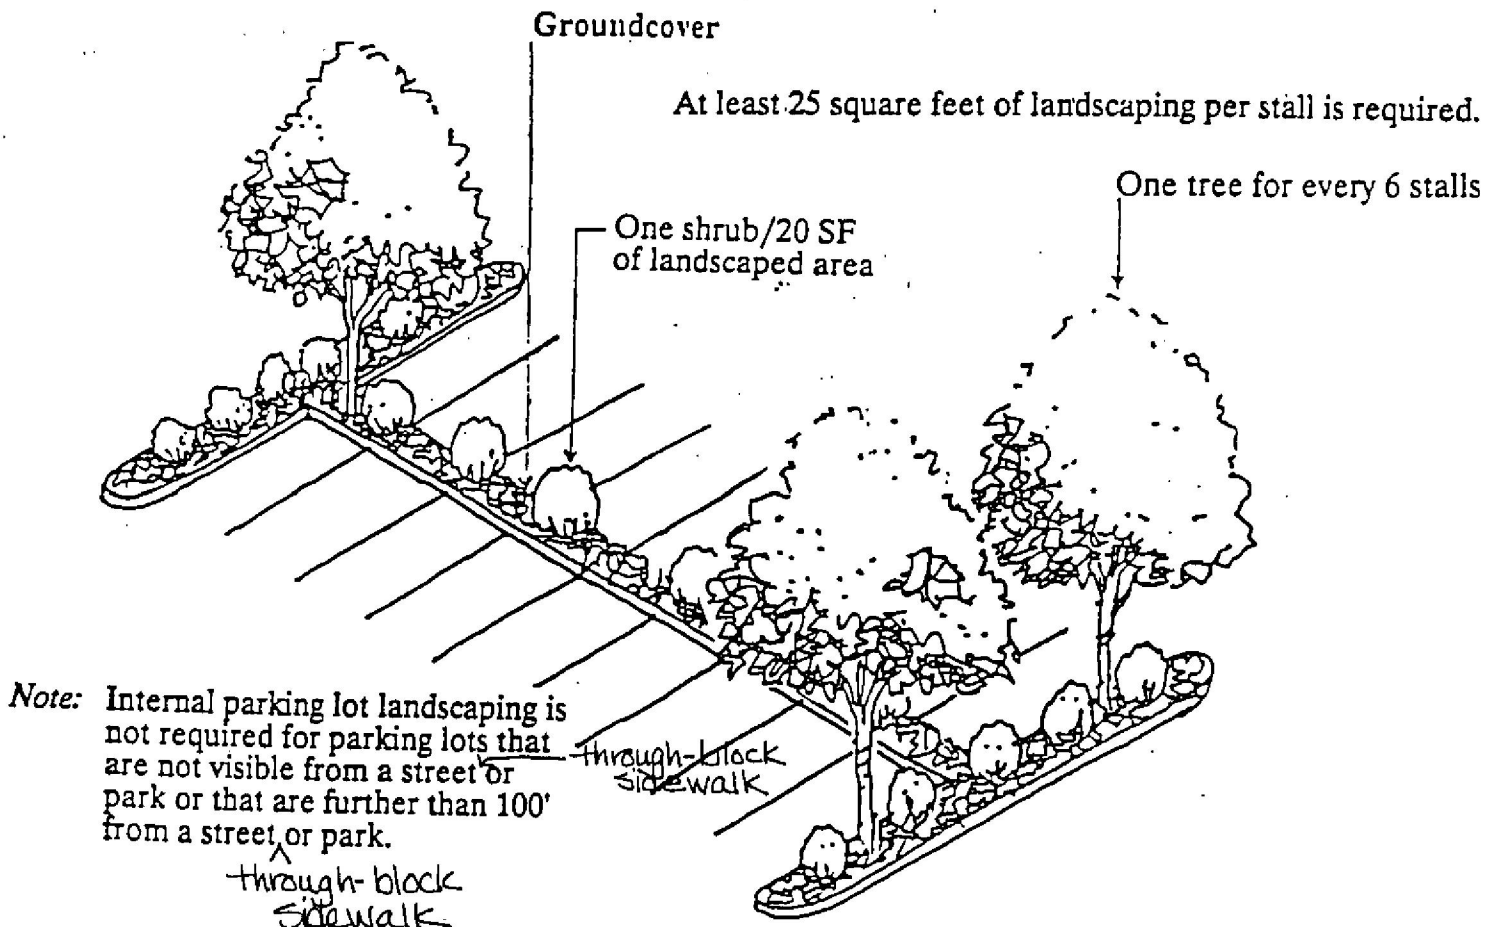 Groundcover
At least 25 square feet of landscaping per stall is required.
One tree for every 6 stalls
One shrub/20 SF
of landscaped area
Note: Internal parking lot landscaping is
not required for parking lots that
are not visible from a street or
park or that are further than 100'
from a street or park.
through-block
sidewalk
through-block
sidewalk